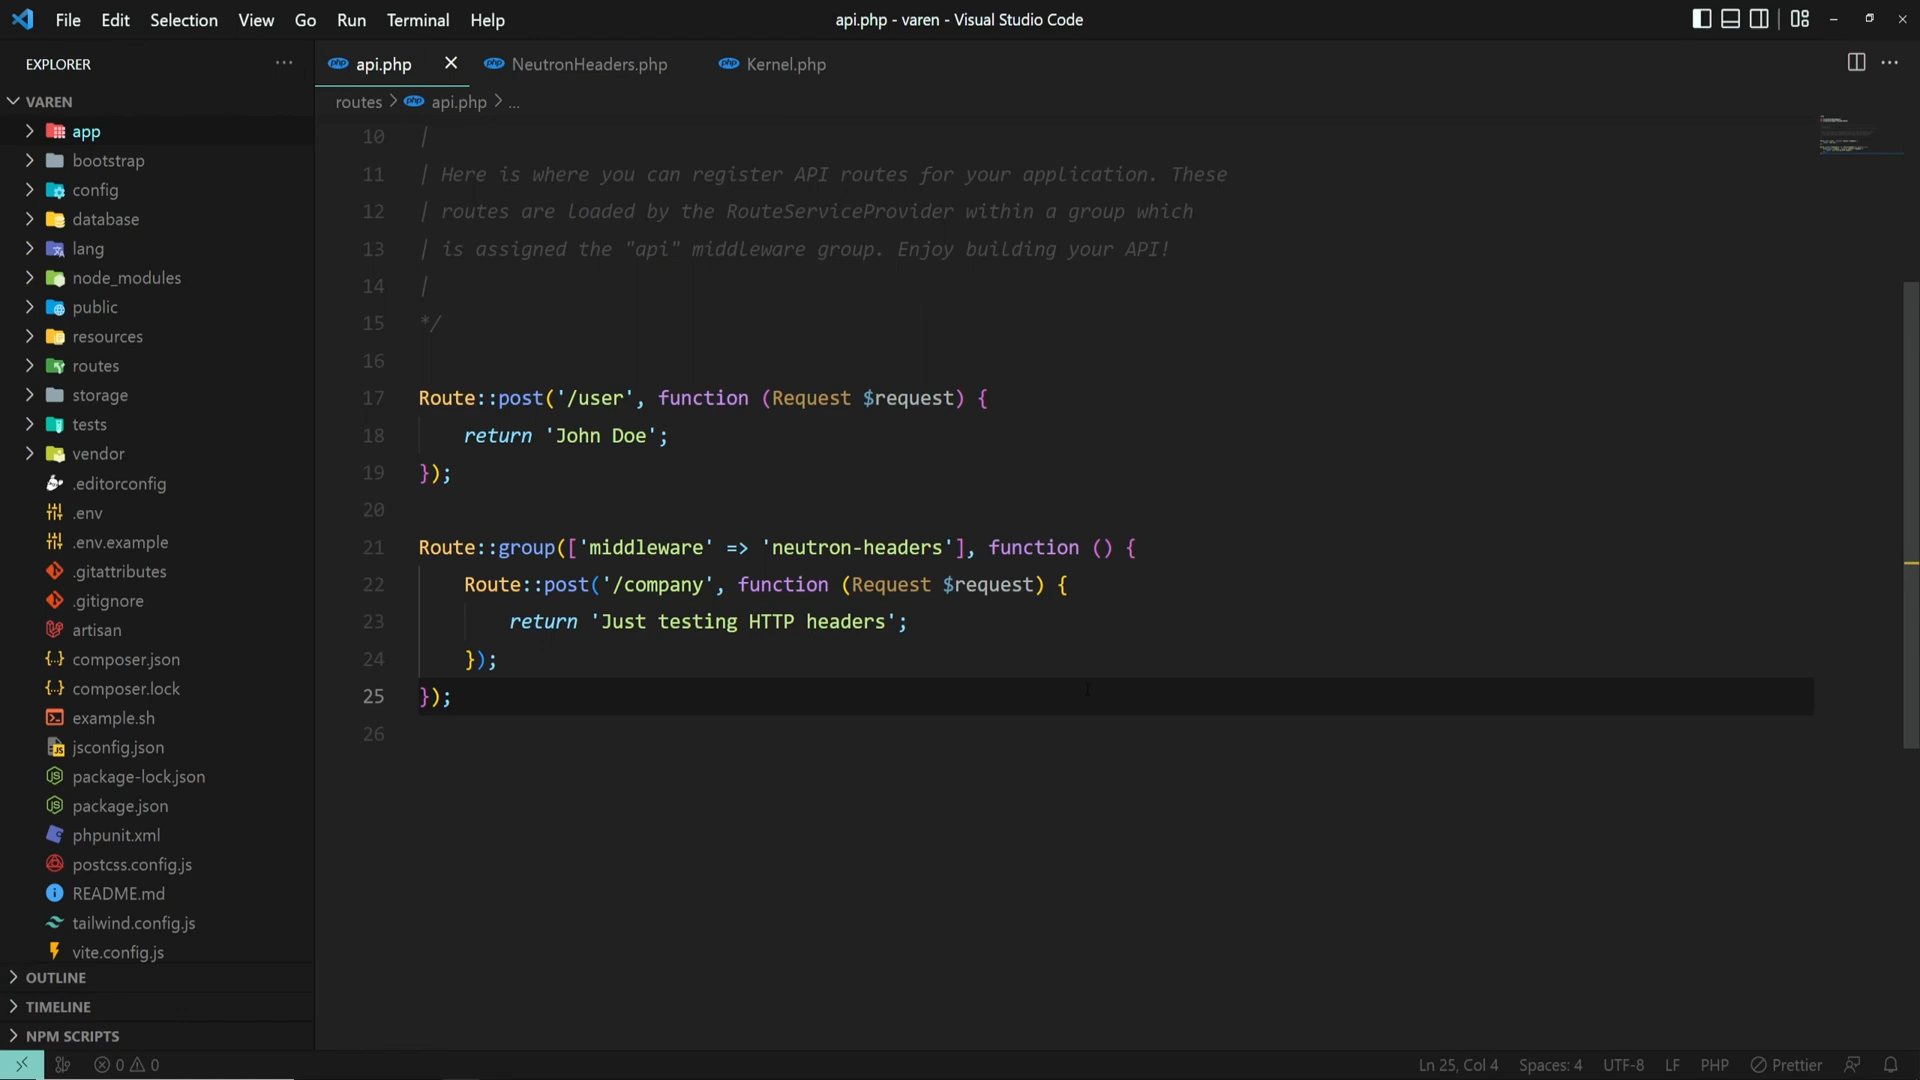 File Edit Selection View Go Run Terminal Help
api.php - varen - Visual Studio Code
EXPLORER
VAREN
app
bootstrap
config
database
lang
node_modules
public
resources
routes
storage
tests
vendor
.editorconfig
.env
.env.example
.gitattributes
.gitignore
artisan
composer.json
composer.lock
example.sh
jsconfig.json
package-lock.json
package.json
phpunit.xml
postcss.config.js
README.md
tailwind.config.js
vite.config.js
OUTLINE
TIMELINE
NPM SCRIPTS
php api.php
php NeutronHeaders.php
php Kernel.php
routes > php api.php > ...
10 |
11 | Here is where you can register API routes for your application. These
12 | routes are loaded by the RouteServiceProvider within a group which
13 | is assigned the "api" middleware group. Enjoy building your API!
14 |
15 */
16
17 Route::post('/user', function (Request $request) {
18 return 'John Doe';
19 });
20
21 Route::group(['middleware' => 'neutron-headers'], function () {
22 Route::post('/company', function (Request $request) {
23 return 'Just testing HTTP headers';
24 });
25 });
26
0 0
Ln 25, Col 4 Spaces: 4 UTF-8 LF PHP Prettier